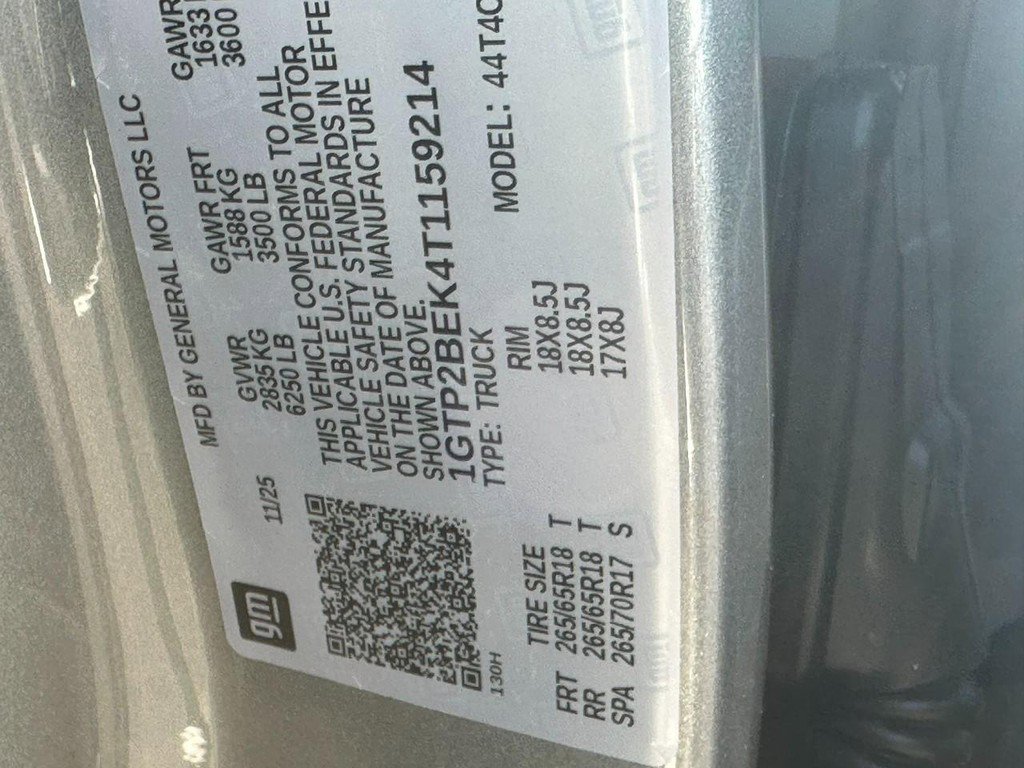 gm
11/25
MFD BY GENERAL MOTORS LLC
GVWR GAWR FRT GAWR
2835 KG 1588 KG 1633
6250 LB 3500 LB 3600
THIS VEHICLE CONFORMS TO ALL
APPLICABLE U.S. FEDERAL MOTOR
VEHICLE SAFETY STANDARDS IN EFFE
ON THE DATE OF MANUFACTURE
SHOWN ABOVE.
1GTP2BEK4T1159214
TYPE: TRUCK MODEL: 44T4
130H
TIRE SIZE RIM
FRT 265/65R18 T 18X8.5J
RR 265/65R18 T 18X8.5J
SPA 265/70R17 S 17X8J